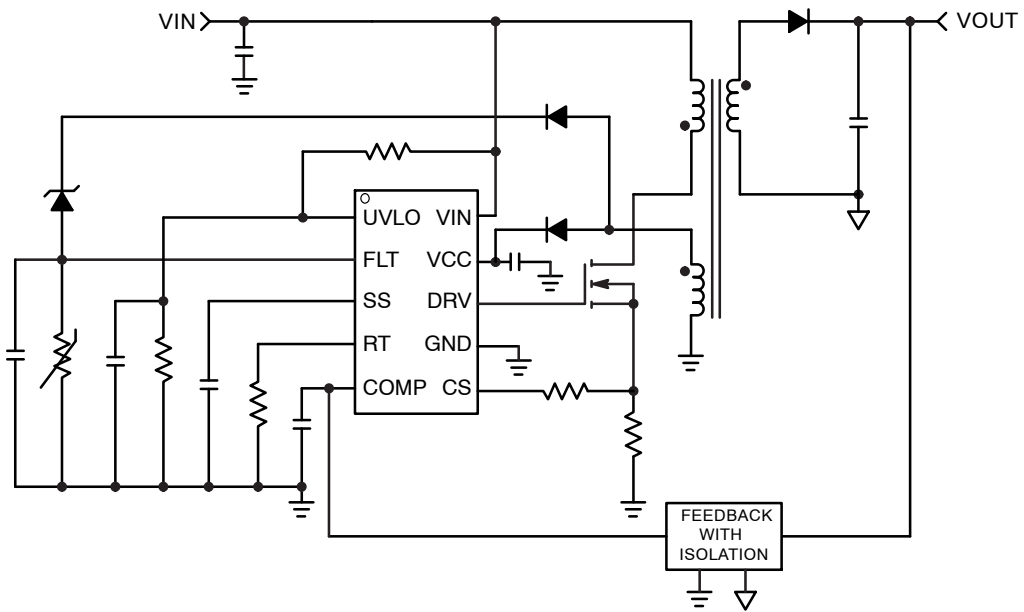 VIN
VOUT
UVLO VIN
FLT VCC
SS DRV
RT GND
COMP CS
FEEDBACK
WITH
ISOLATION